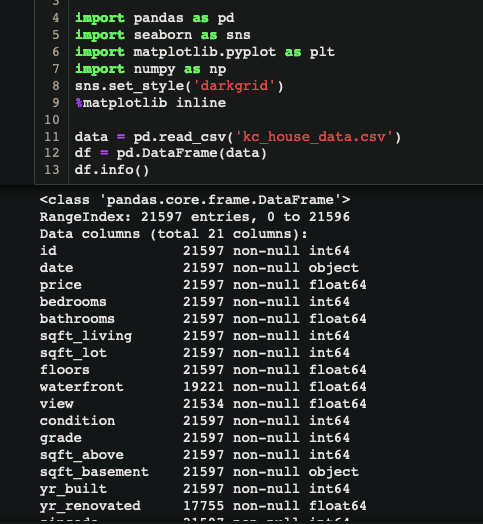 4 import pandas as pd
5 import seaborn as sns
6 import matplotlib.pyplot as plt
7 import numpy as np
8 sns.set_style('darkgrid')
9 %matplotlib inline
10
11 data = pd.read_csv('kc_house_data.csv')
12 df = pd.DataFrame(data)
13 df.info()
<class 'pandas.core.frame.DataFrame'>
RangeIndex: 21597 entries, 0 to 21596
Data columns (total 21 columns):
id 21597 non-null int64
date 21597 non-null object
price 21597 non-null float64
bedrooms 21597 non-null int64
bathrooms 21597 non-null float64
sqft_living 21597 non-null int64
sqft_lot 21597 non-null int64
floors 21597 non-null float64
waterfront 19221 non-null float64
view 21534 non-null float64
condition 21597 non-null int64
grade 21597 non-null int64
sqft_above 21597 non-null int64
sqft_basement 21597 non-null object
yr_built 21597 non-null int64
yr_renovated 17755 non-null float64